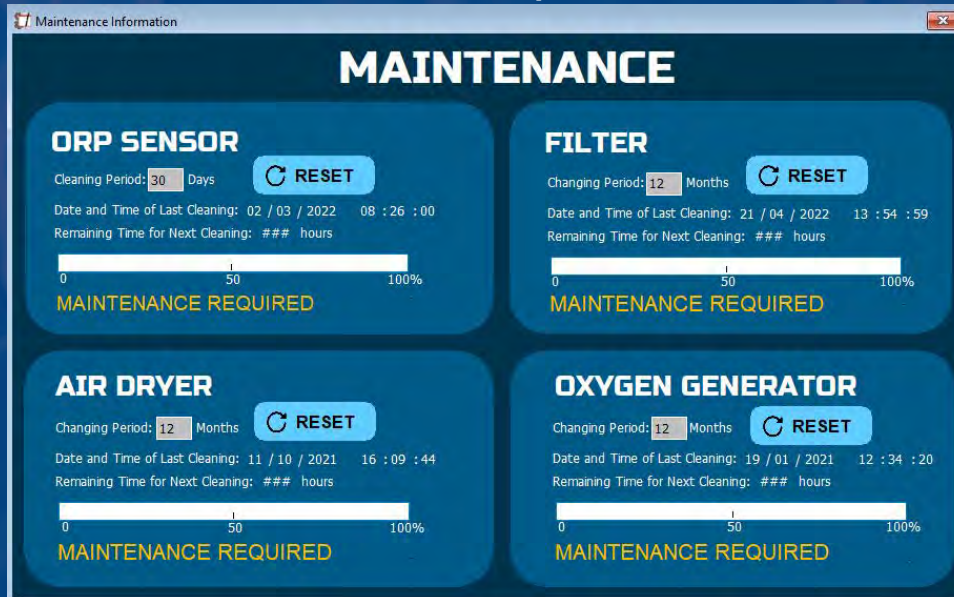 Maintenance Information
MAINTENANCE
ORP SENSOR
Cleaning Period: 30 Days
RESET
Date and Time of Last Cleaning: 02 / 03 / 2022 08 : 26 : 00
Remaining Time for Next Cleaning: ### hours
0 50 100%
MAINTENANCE REQUIRED
FILTER
Changing Period: 12 Months
RESET
Date and Time of Last Cleaning: 21 / 04 / 2022 13 : 54 : 59
Remaining Time for Next Cleaning: ### hours
0 50 100%
MAINTENANCE REQUIRED
AIR DRYER
Changing Period: 12 Months
RESET
Date and Time of Last Cleaning: 11 / 10 / 2021 16 : 09 : 44
Remaining Time for Next Cleaning: ### hours
0 50 100%
MAINTENANCE REQUIRED
OXYGEN GENERATOR
Changing Period: 12 Months
RESET
Date and Time of Last Cleaning: 19 / 01 / 2021 12 : 34 : 20
Remaining Time for Next Cleaning: ### hours
0 50 100%
MAINTENANCE REQUIRED